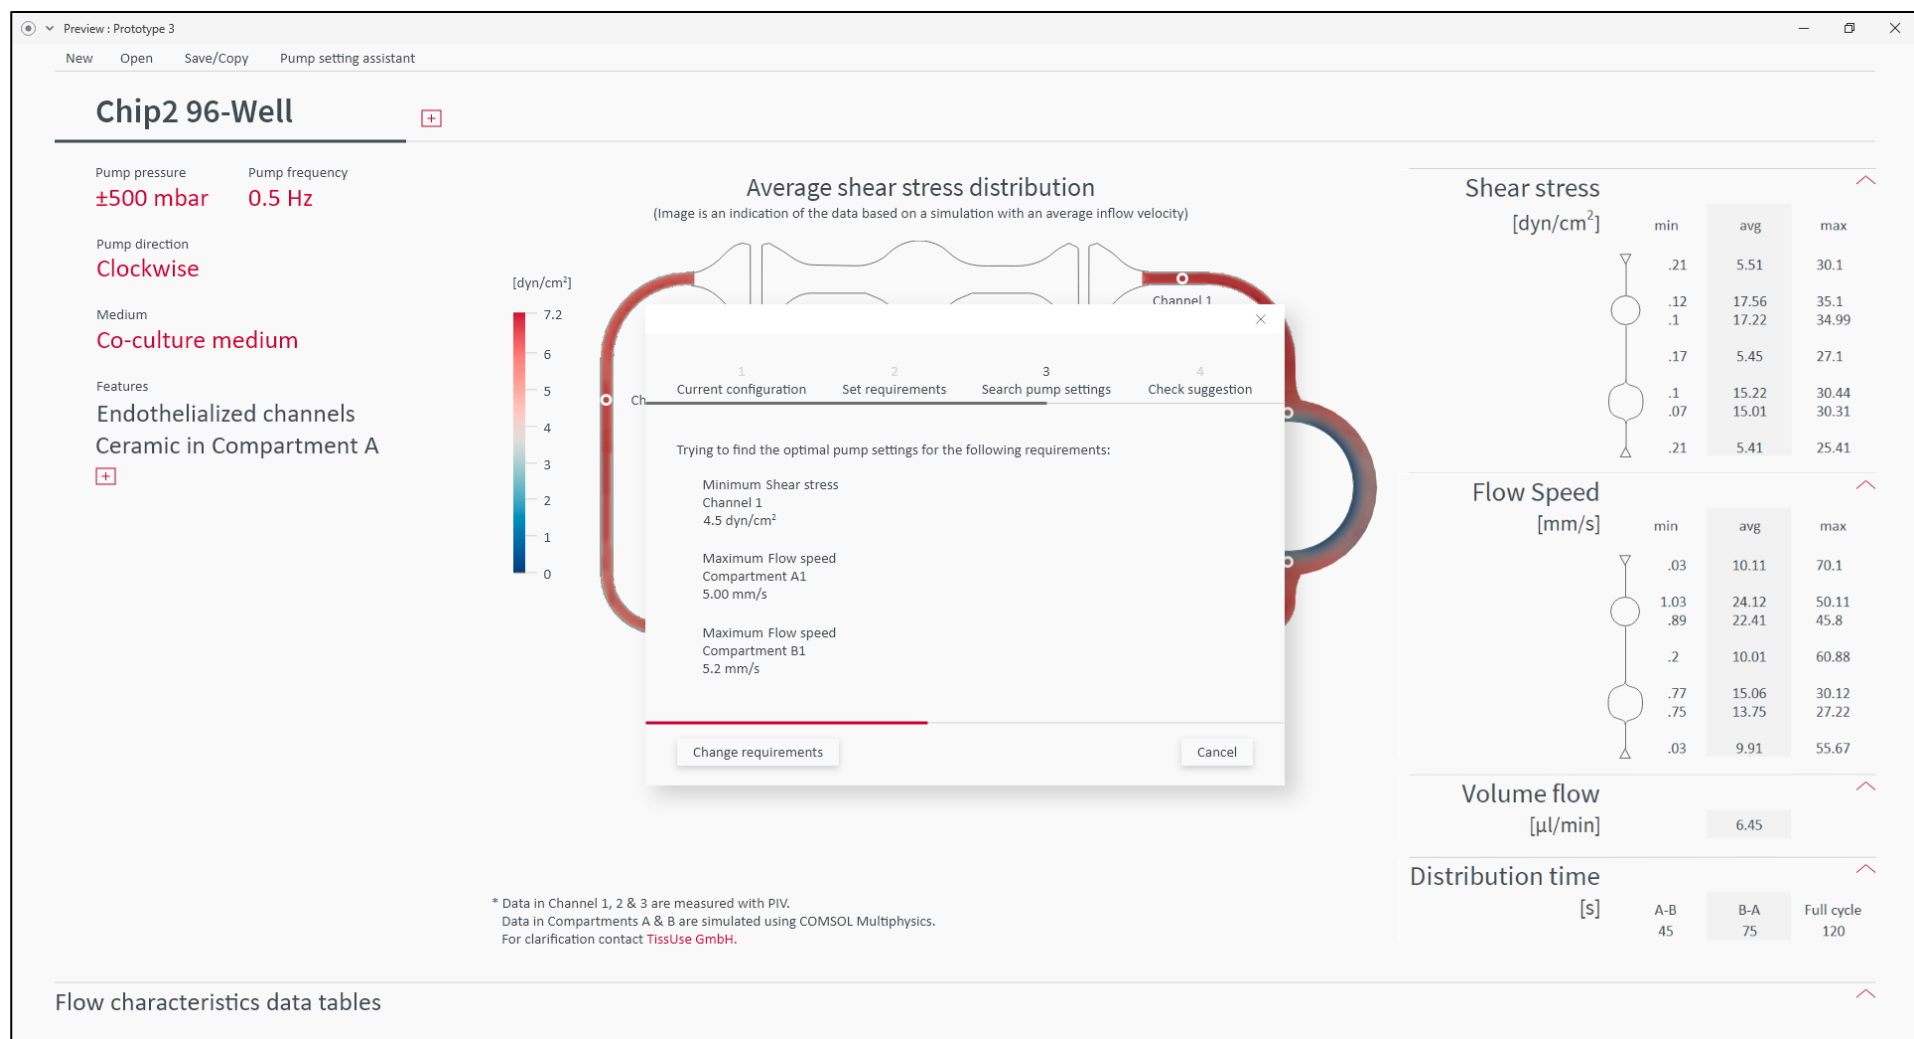 Preview : Prototype 3
New Open Save/Copy Pump setting assistant
Chip2 96-Well
Pump pressure Pump frequency
±500 mbar 0.5 Hz
Pump direction
Clockwise
Medium
Co-culture medium
Features
Endothelialized channels
Ceramic in Compartment A
Average shear stress distribution
(Image is an indication of the data based on a simulation with an average inflow velocity)
[dyn/cm²]
7.2
6
5
4
3
2
1
0
Channel 1
Ch
1 2 3 4
Current configuration Set requirements Search pump settings Check suggestion
Trying to find the optimal pump settings for the following requirements:
Minimum Shear stress
Channel 1
4.5 dyn/cm²
Maximum Flow speed
Compartment A1
5.00 mm/s
Maximum Flow speed
Compartment B1
5.2 mm/s
Change requirements Cancel
* Data in Channel 1, 2 & 3 are measured with PIV.
Data in Compartments A & B are simulated using COMSOL Multiphysics.
For clarification contact TissUse GmbH.
Shear stress
[dyn/cm²] min avg max
.21 5.51 30.1
.12 17.56 35.1
.1 17.22 34.99
.17 5.45 27.1
.1 15.22 30.44
.07 15.01 30.31
.21 5.41 25.41
Flow Speed
[mm/s] min avg max
.03 10.11 70.1
1.03 24.12 50.11
.89 22.41 45.8
.2 10.01 60.88
.77 15.06 30.12
.75 13.75 27.22
.03 9.91 55.67
Volume flow
[µl/min] 6.45
Distribution time
[s] A-B B-A Full cycle
45 75 120
Flow characteristics data tables